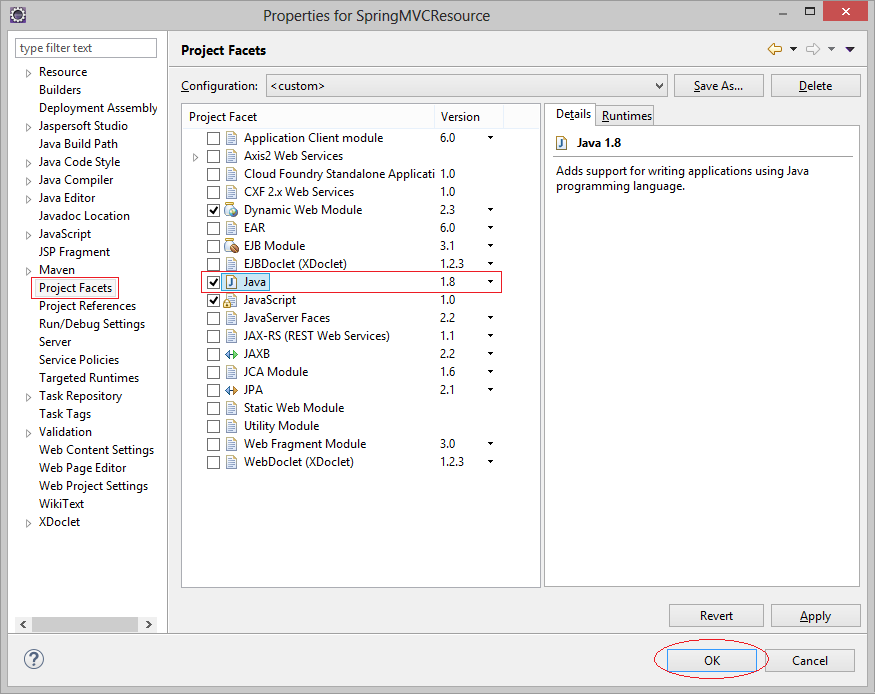 Properties for SpringMVCResource
type filter text
Resource
Builders
Deployment Assembly
Jaspersoft Studio
Java Build Path
Java Code Style
Java Compiler
Java Editor
Javadoc Location
JavaScript
JSP Fragment
Maven
Project Facets
Project References
Run/Debug Settings
Server
Service Policies
Targeted Runtimes
Task Repository
Task Tags
Validation
Web Content Settings
Web Page Editor
Web Project Settings
WikiText
XDoclet
Project Facets
Configuration: <custom> Save As... Delete
Project Facet Version
Application Client module 6.0
Axis2 Web Services
Cloud Foundry Standalone Applicati 1.0
CXF 2.x Web Services 1.0
Dynamic Web Module 2.3
EAR 6.0
EJB Module 3.1
EJBDoclet (XDoclet) 1.2.3
Java 1.8
JavaScript 1.0
JavaServer Faces 2.2
JAX-RS (REST Web Services) 1.1
JAXB 2.2
JCA Module 1.6
JPA 2.1
Static Web Module
Utility Module
Web Fragment Module 3.0
WebDoclet (XDoclet) 1.2.3
Details Runtimes
Java 1.8
Adds support for writing applications using Java
programming language.
Revert Apply
? OK Cancel